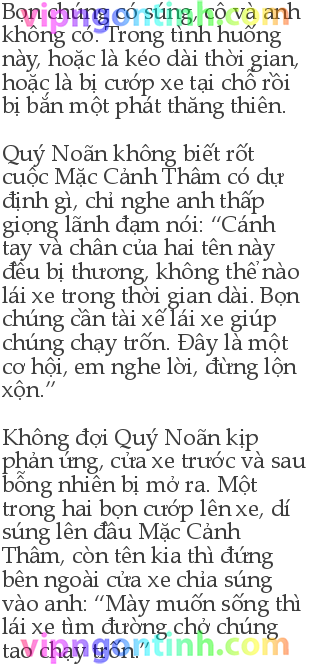 Bọn chúng có súng, cô và anh
không có. Trong tình huống
này, hoặc là kéo dài thời gian,
hoặc là bị cướp xe tại chỗ rồi
bị bắn một phát thăng thiên.
Quý Noãn không biết rốt
cuộc Mặc Cảnh Thâm có dự
định gì, chỉ nghe anh thấp
giọng lãnh đạm nói: “Cánh
tay và chân của hai tên này
đều bị thương, không thể nào
lái xe trong thời gian dài. Bọn
chúng cần tài xế lái xe giúp
chúng chạy trốn. Đây là một
cơ hội, em nghe lời, đừng lộn
xộn.”
Không đợi Quý Noãn kịp
phản ứng, cửa xe trước và sau
bỗng nhiên bị mở ra. Một
trong hai bọn cướp lên xe, dí
súng lên đầu Mặc Cảnh
Thâm, còn tên kia thì đứng
bên ngoài cửa xe chỉa súng
vào anh: “Mày muốn sống thì
lái xe tìm đường chở chúng
tao chạy trốn.”
vipngontinh.com
vipngontinh.com